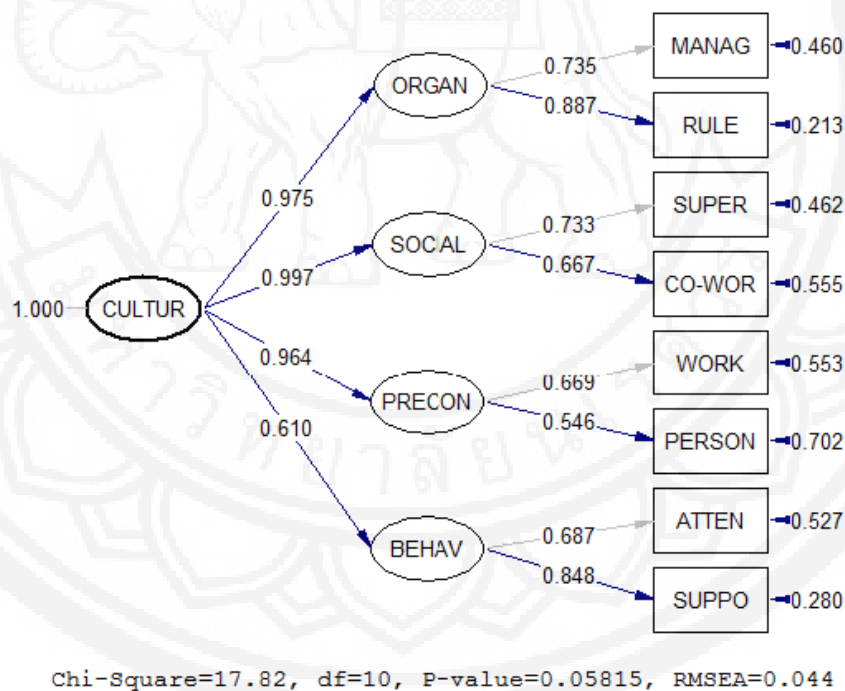 MANAG
0.460
0.735
ORGAN
0.887
RULE
0.213
0.975
SUPER
0.462
0.733
SOCIAL
0.997
0.667
CO-WOR
0.555
1.000
CULTUR
0.964
WORK
0.553
0.669
PRECON
0.546
0.610
PERSON
0.702
ATTEN
0.527
0.687
BEHAV
0.848
SUPPO
0.280
Chi-Square=17.82, df=10, P-value=0.05815, RMSEA=0.044